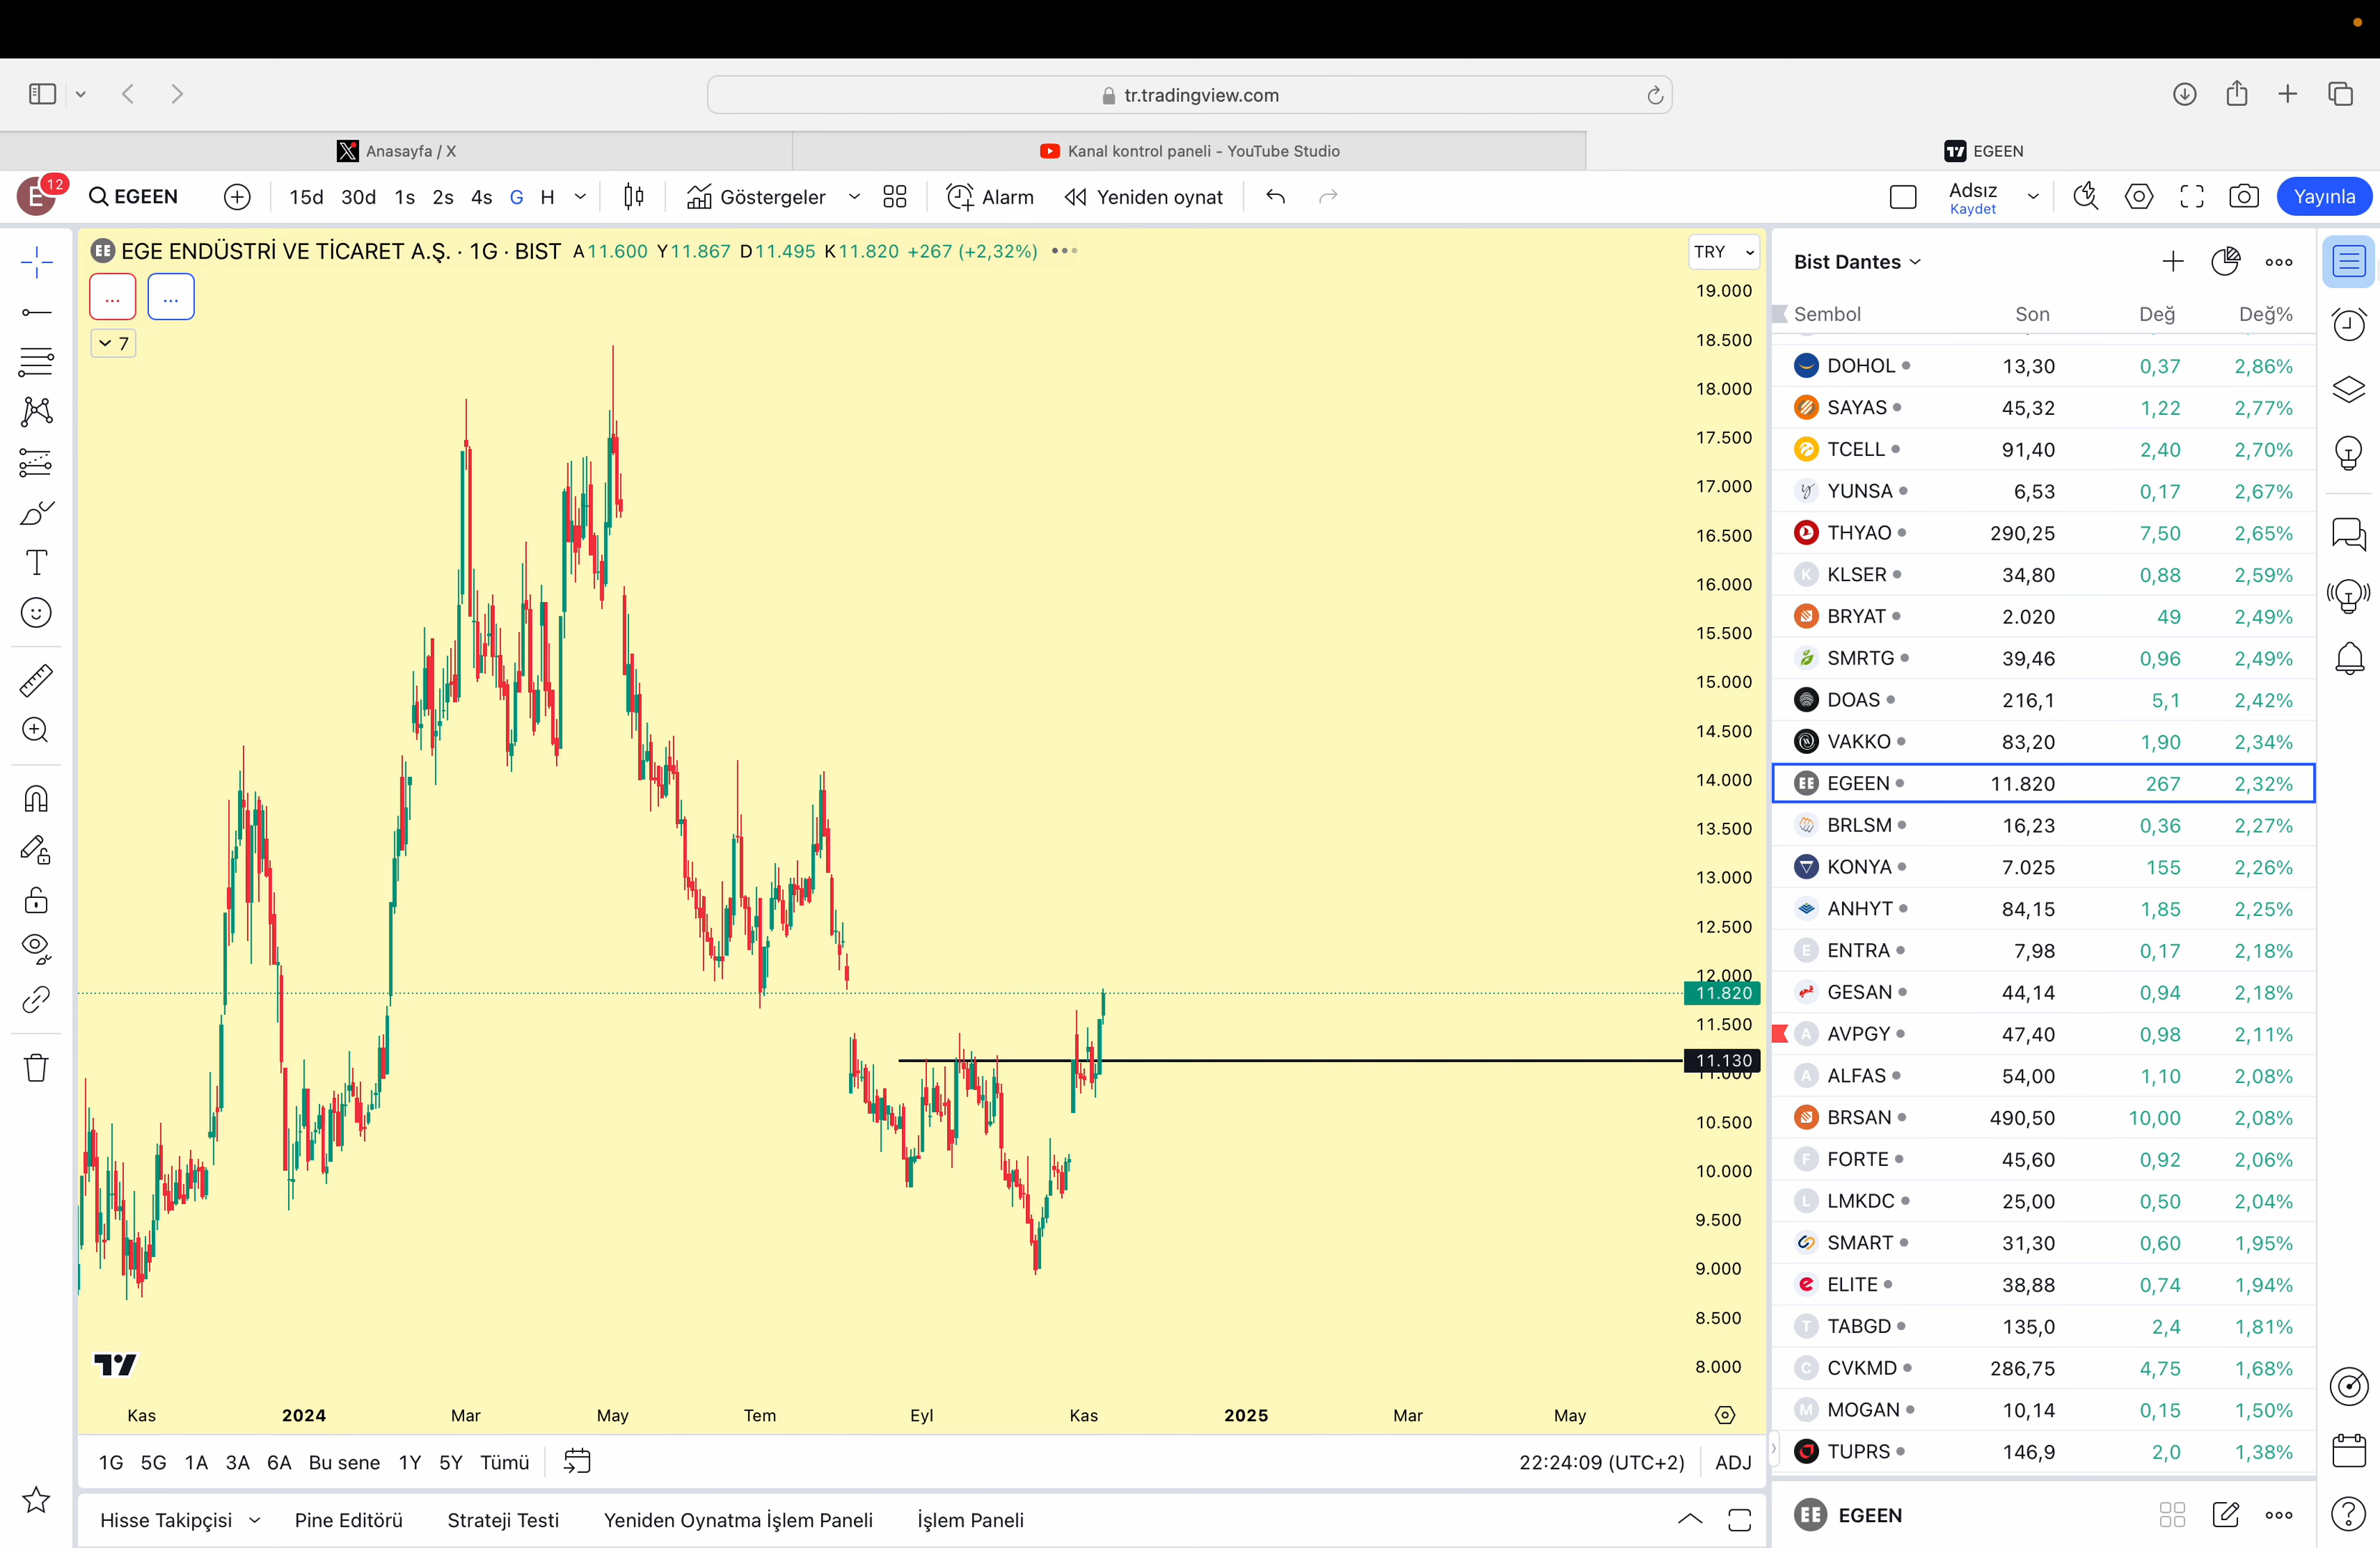 tr.tradingview.com
Anasayfa / X
Kanal kontrol paneli - YouTube Studio
EGEEN
E 12
EGEEN
15d 30d 1s 2s 4s G H
Göstergeler
Alarm
Yeniden oynat
Adsız
Kaydet
Yayınla
EE EGE ENDÜSTRİ VE TİCARET A.Ş. · 1G · BIST A11.600 Y11.867 D11.495 K11.820 +267 (+2,32%)
TRY
7
19.000
18.500
18.000
17.500
17.000
16.500
16.000
15.500
15.000
14.500
14.000
13.500
13.000
12.500
12.000
11.820
11.500
11.130
11.000
10.500
10.000
9.500
9.000
8.500
8.000
Kas 2024 Mar May Tem Eyl Kas 2025 Mar May
1G 5G 1A 3A 6A Bu sene 1Y 5Y Tümü
22:24:09 (UTC+2) ADJ
Hisse Takipçisi Pine Editörü Strateji Testi Yeniden Oynatma İşlem Paneli İşlem Paneli
Bist Dantes
Sembol Son Değ Değ%
DOHOL 13,30 0,37 2,86%
SAYAS 45,32 1,22 2,77%
TCELL 91,40 2,40 2,70%
YUNSA 6,53 0,17 2,67%
THYAO 290,25 7,50 2,65%
K KLSER 34,80 0,88 2,59%
BRYAT 2.020 49 2,49%
SMRTG 39,46 0,96 2,49%
DOAS 216,1 5,1 2,42%
VAKKO 83,20 1,90 2,34%
EE EGEEN 11.820 267 2,32%
BRLSM 16,23 0,36 2,27%
KONYA 7.025 155 2,26%
ANHYT 84,15 1,85 2,25%
E ENTRA 7,98 0,17 2,18%
GESAN 44,14 0,94 2,18%
A AVPGY 47,40 0,98 2,11%
A ALFAS 54,00 1,10 2,08%
BRSAN 490,50 10,00 2,08%
F FORTE 45,60 0,92 2,06%
L LMKDC 25,00 0,50 2,04%
SMART 31,30 0,60 1,95%
ELITE 38,88 0,74 1,94%
T TABGD 135,0 2,4 1,81%
C CVKMD 286,75 4,75 1,68%
M MOGAN 10,14 0,15 1,50%
TUPRS 146,9 2,0 1,38%
EE EGEEN